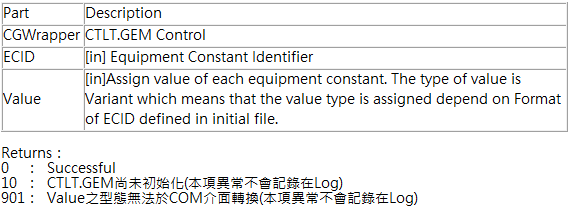 Part Description
CGWrapper CTLT.GEM Control
ECID [in] Equipment Constant Identifier
[in]Assign value of each equipment constant. The type of value is
Value Variant which means that the value type is assigned depend on Format
of ECID defined in initial file.
Returns：
0 ： Successful
10 ： CTLT.GEM尚未初始化(本項異常不會記錄在Log)
901： Value之型態無法於COM介面轉換(本項異常不會記錄在Log)